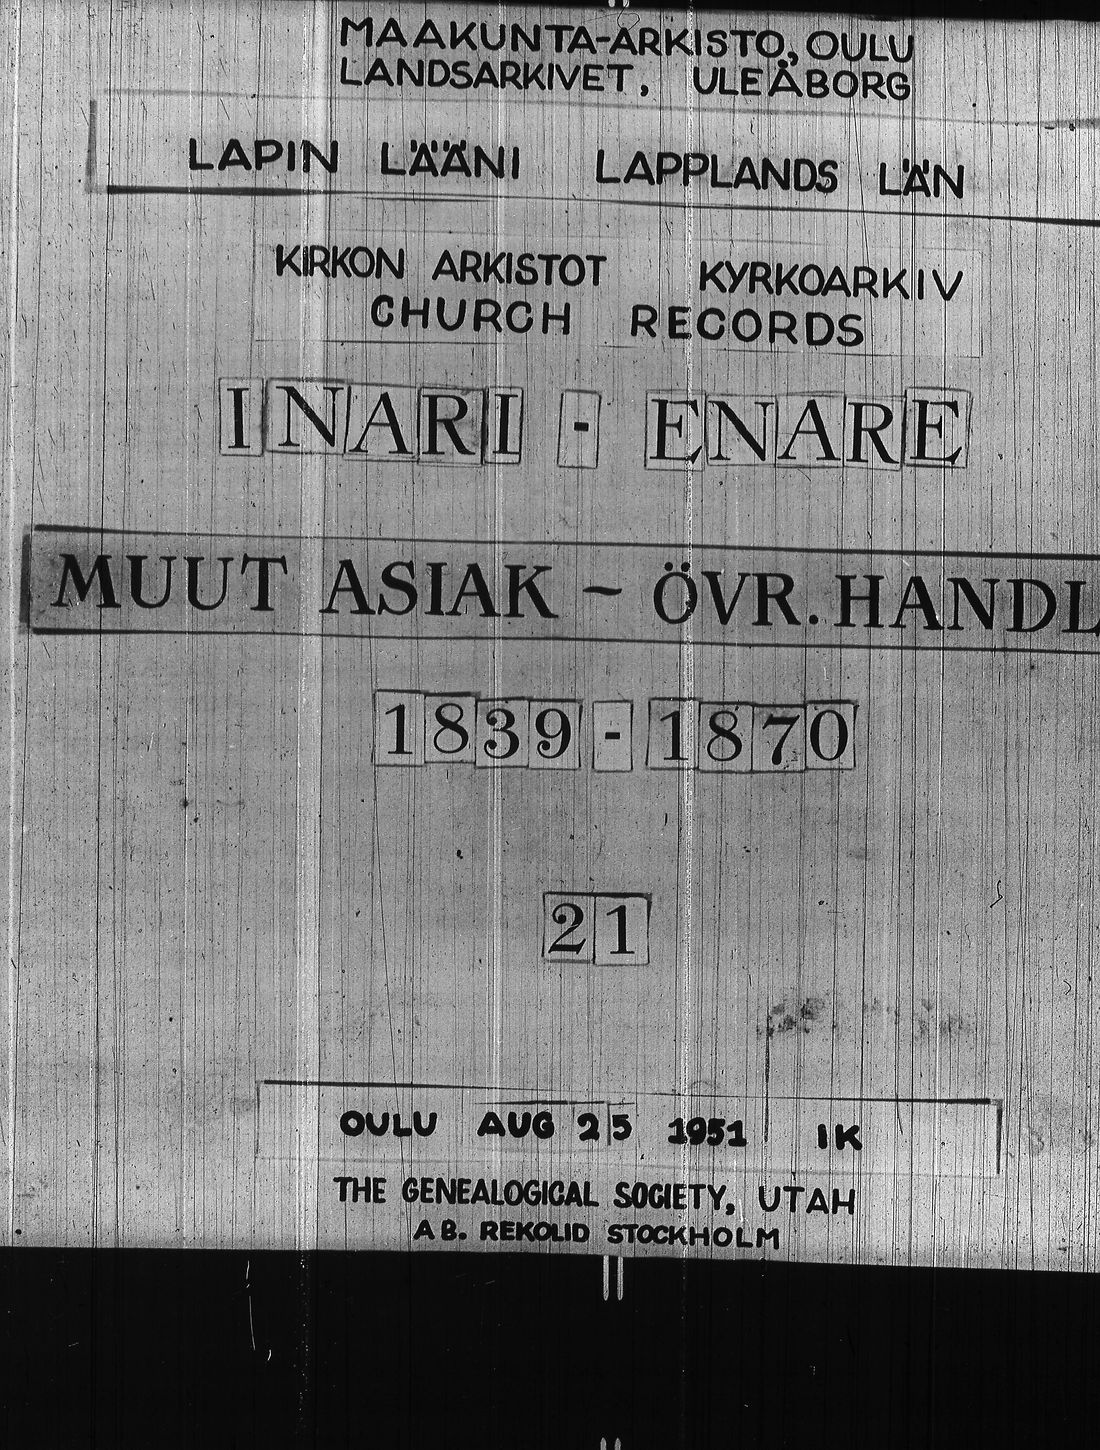 MAAKUNTA-ARKISTO, OULU
LANDSARKIVET, ULEÅBORG
LAPIN LÄÄNI LAPPLANDS LÄN
KIRKON ARKISTOT KYRKOARKIV
CHURCH RECORDS
INARI - ENARE
MUUT ASIAK ~ ÖVR. HANDL
1839 - 1870
21
OULU AUG 25 1951 IK
THE GENEALOGICAL SOCIETY, UTAH
AB. REKOLID STOCKHOLM